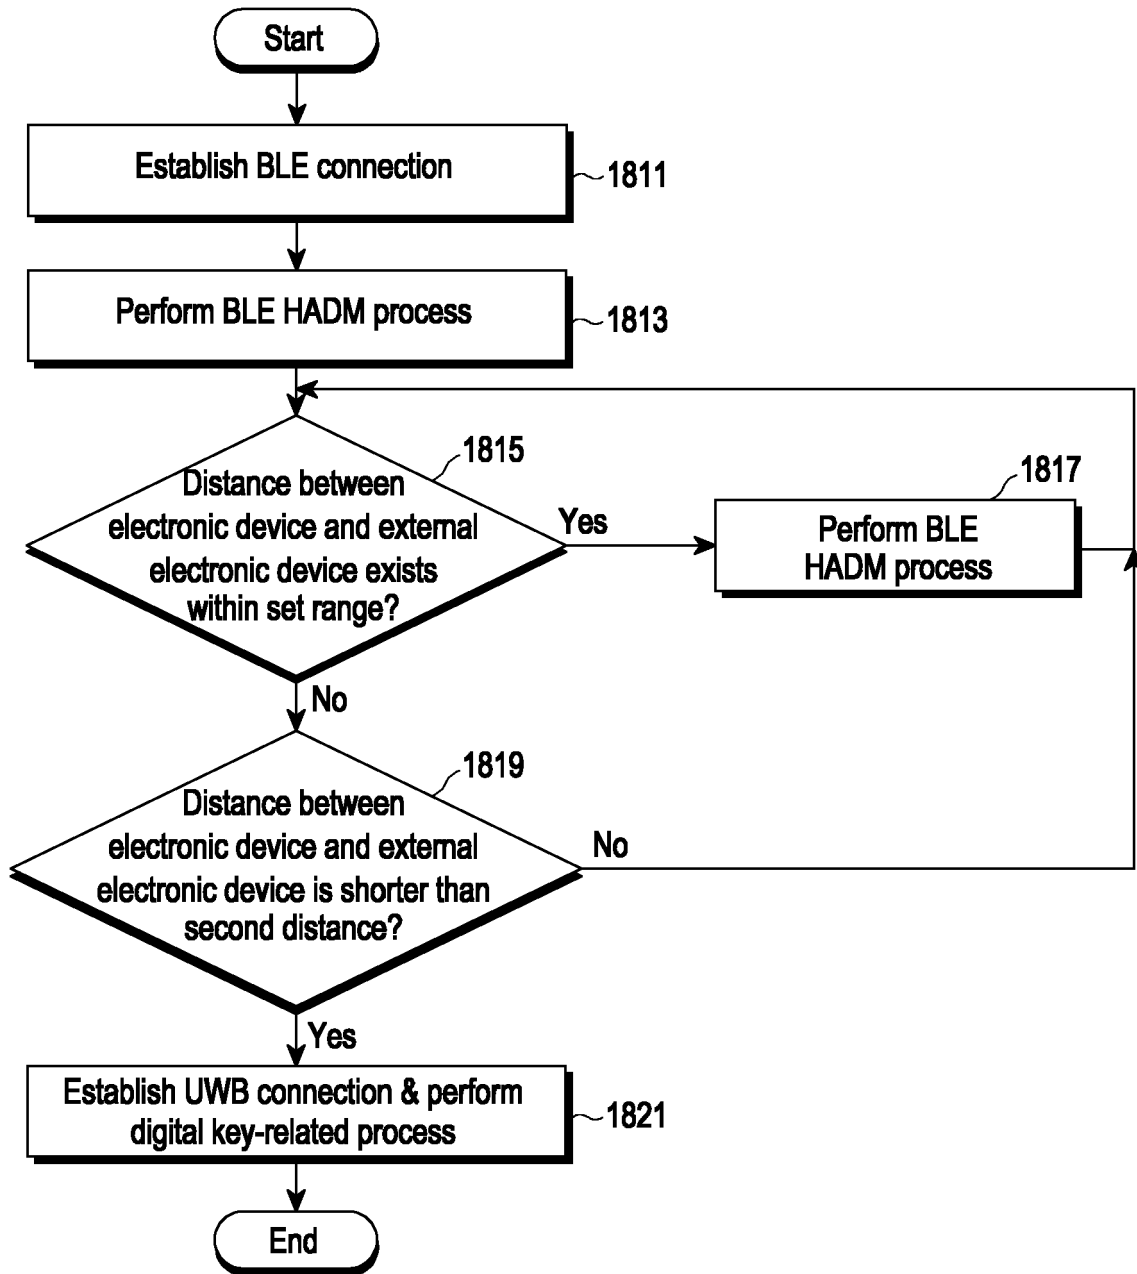 Start
Establish BLE connection
1811
Perform BLE HADM process
1813
1815
Distance between
electronic device and external
electronic device exists
within set range?
Yes
1817
Perform BLE
HADM process
No
1819
Distance between
electronic device and external
electronic device is shorter than
second distance?
No
Yes
Establish UWB connection & perform
digital key-related process
1821
End